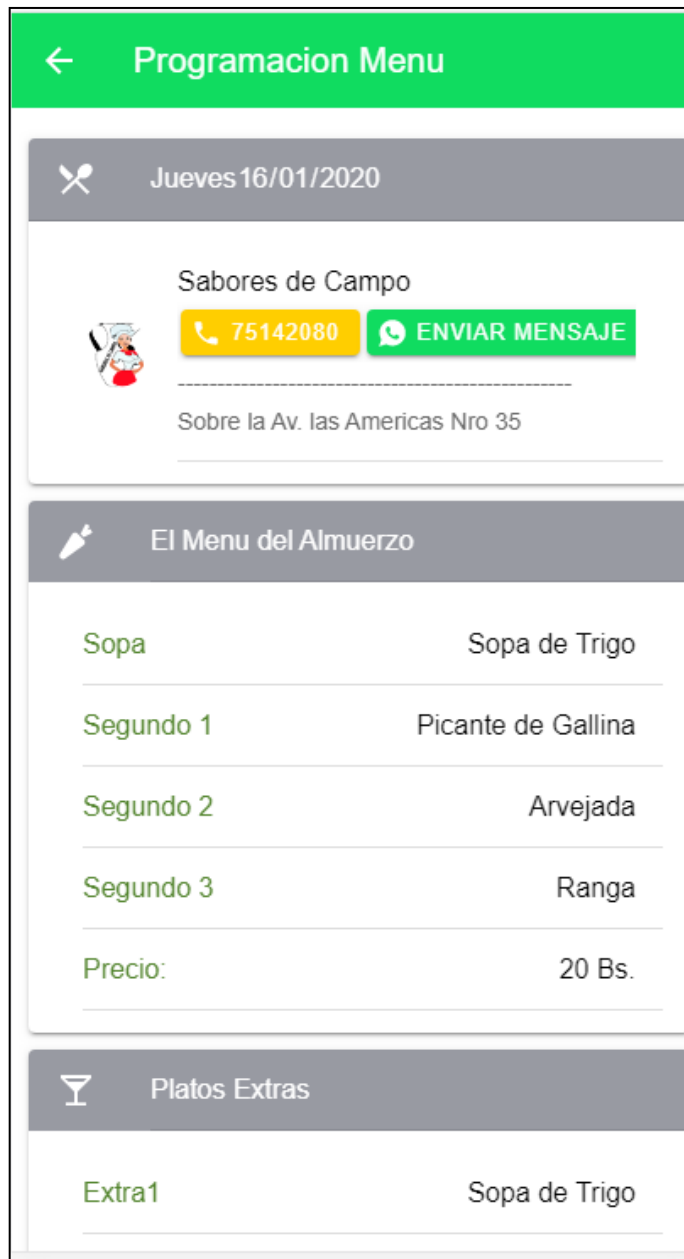 Programacion Menu
Jueves 16/01/2020
Sabores de Campo
75142080 ENVIAR MENSAJE
--------------------------------------------------
Sobre la Av. las Americas Nro 35
El Menu del Almuerzo
Sopa Sopa de Trigo
Segundo 1 Picante de Gallina
Segundo 2 Arvejada
Segundo 3 Ranga
Precio: 20 Bs.
Platos Extras
Extra1 Sopa de Trigo